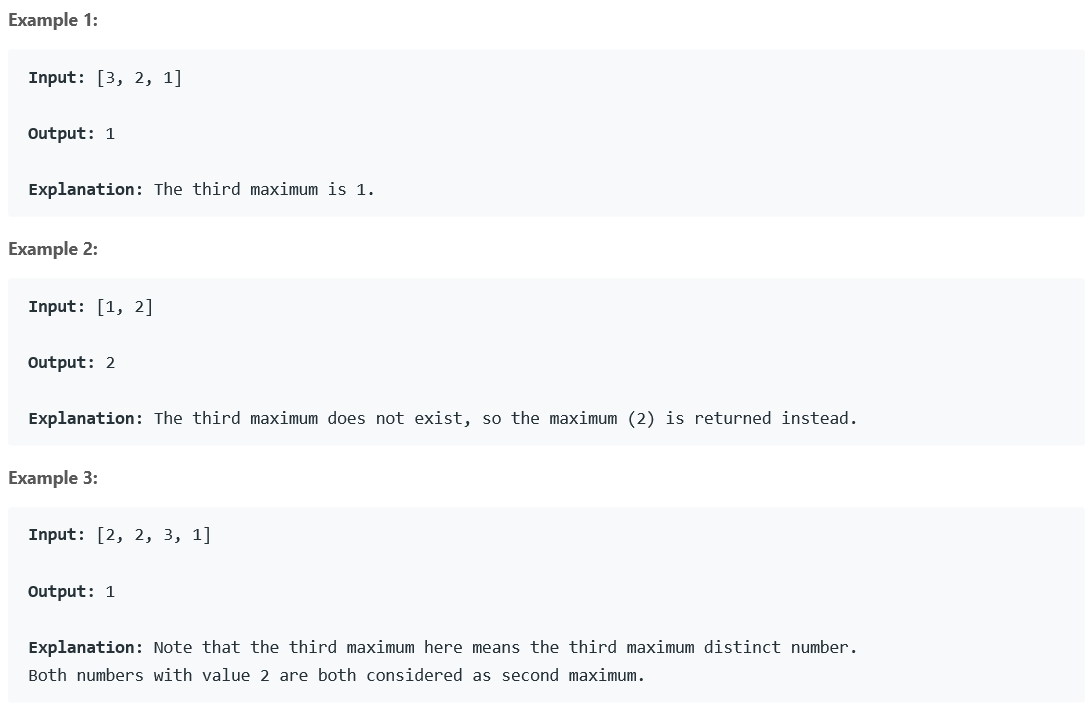 Example 1:
Input: [3, 2, 1]
Output: 1
Explanation: The third maximum is 1.
Example 2:
Input: [1, 2]
Output: 2
Explanation: The third maximum does not exist, so the maximum (2) is returned instead.
Example 3:
Input: [2, 2, 3, 1]
Output: 1
Explanation: Note that the third maximum here means the third maximum distinct number.
Both numbers with value 2 are both considered as second maximum.